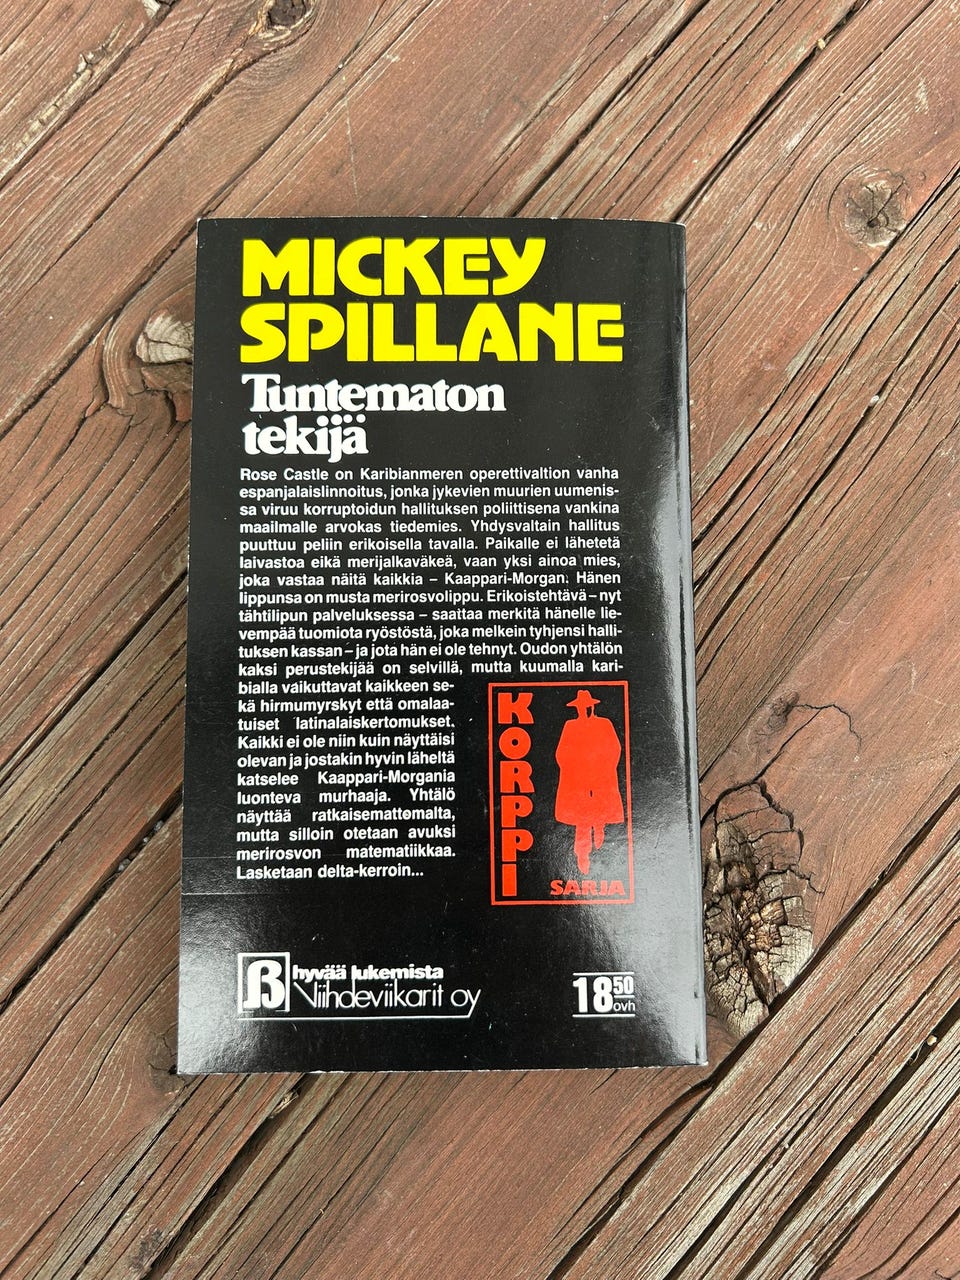 MICKEY
SPILLANE
Tuntematon
tekijä
Rose Castle on Karibianmeren operettivaltion vanha
espanjalaislinnoitus, jonka jykevien muurien uumenis-
sa viruu korruptoidun hallituksen poliittisena vankina
maailmalle arvokas tiedemies. Yhdysvaltain hallitus
puuttuu peliin erikoisella tavalla. Paikalle ei lähetetä
laivastoa eikä merijalkaväkeä, vaan yksi ainoa mies,
joka vastaa näitä kaikkia – Kaappari-Morgan. Hänen
lippunsa on musta merirosvolippu. Erikoistehtävä – nyt
tähtilipun palveluksessa – saattaa merkitä hänelle lie-
vempää tuomiota ryöstöstä, joka melkein tyhjensi halli-
tuksen kassan – ja jota hän ei ole tehnyt. Oudon yhtälön
kaksi perustekijää on selvillä, mutta kuumalla kari-
bialla vaikuttavat kaikkeen se-
kä hirmumyrskyt että omalaa-
tuiset latinalaiskertomukset.
Kaikki ei ole niin kuin näyttäisi
olevan ja jostakin hyvin läheltä
katselee Kaappari-Morgania
luonteva murhaaja. Yhtälö
näyttää ratkaisemattomalta,
mutta silloin otetaan avuksi
merirosvon matematiikkaa.
Lasketaan delta-kerroin...
KORPPI
SARJA
B hyvää lukemista
Viihdeviikarit oy
18 50
ovh